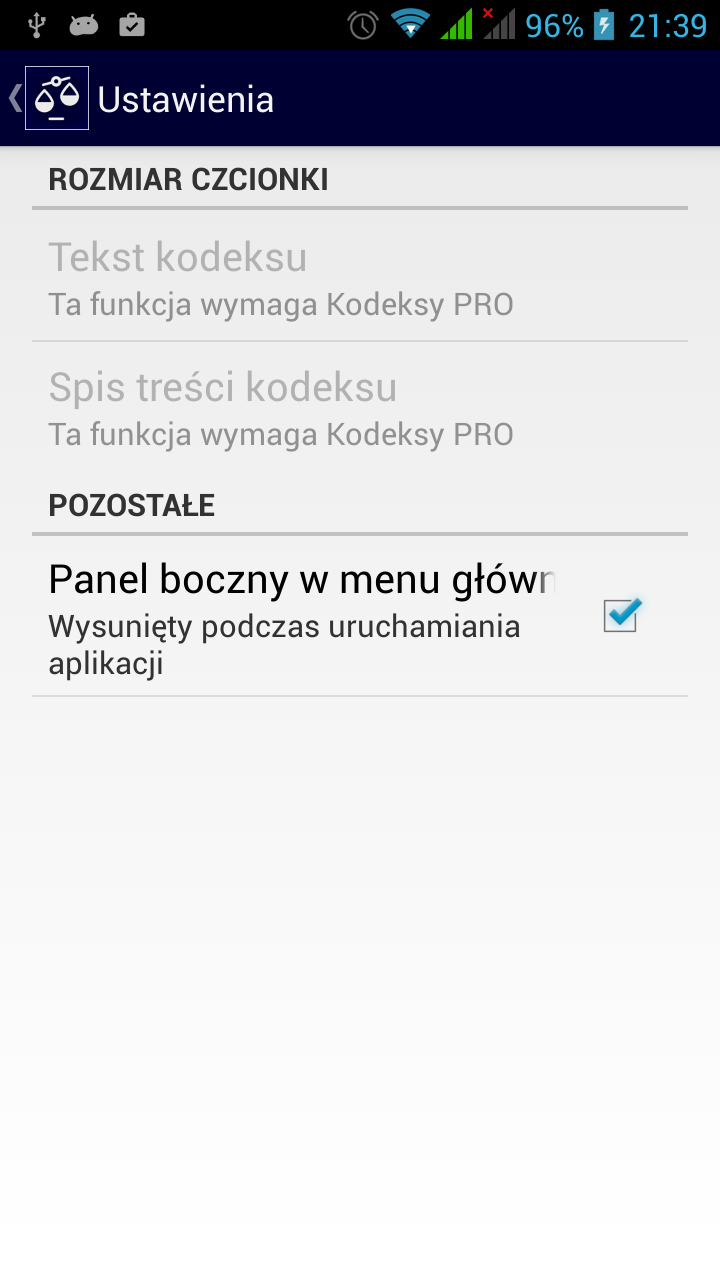 96% 21:39
Ustawienia
ROZMIAR CZCIONKI
Tekst kodeksu
Ta funkcja wymaga Kodeksy PRO
Spis treści kodeksu
Ta funkcja wymaga Kodeksy PRO
POZOSTAŁE
Panel boczny w menu główn
Wysunięty podczas uruchamiania
aplikacji